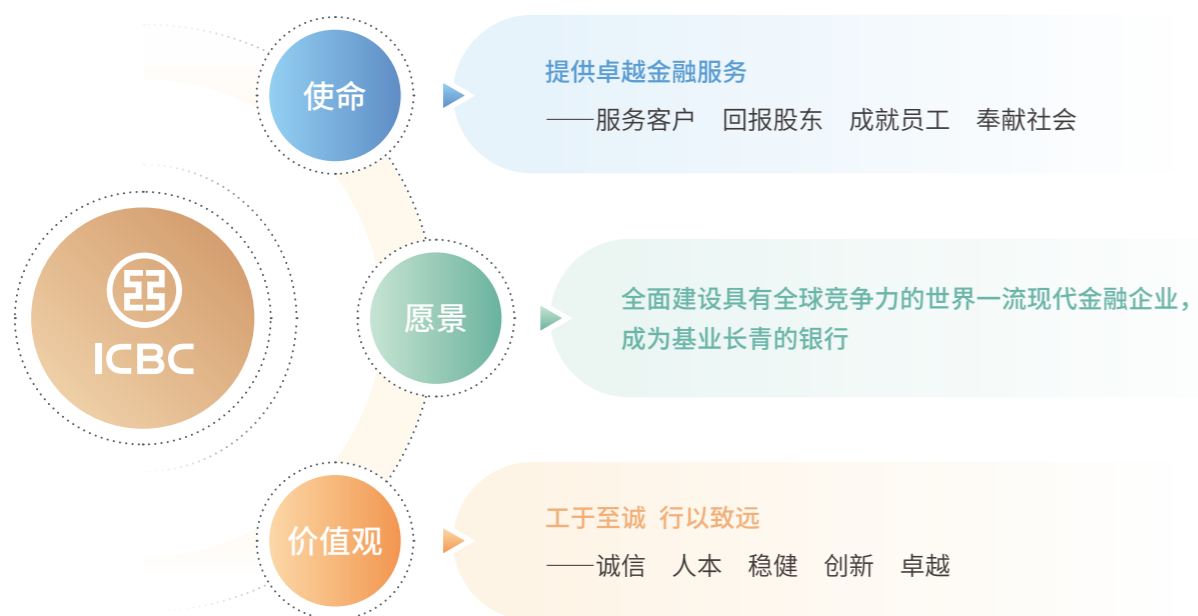 使命
提供卓越金融服务
——服务客户 回报股东 成就员工 奉献社会
ICBC
愿景
全面建设具有全球竞争力的世界一流现代金融企业，
成为基业长青的银行
价值观
工于至诚 行以致远
——诚信 人本 稳健 创新 卓越